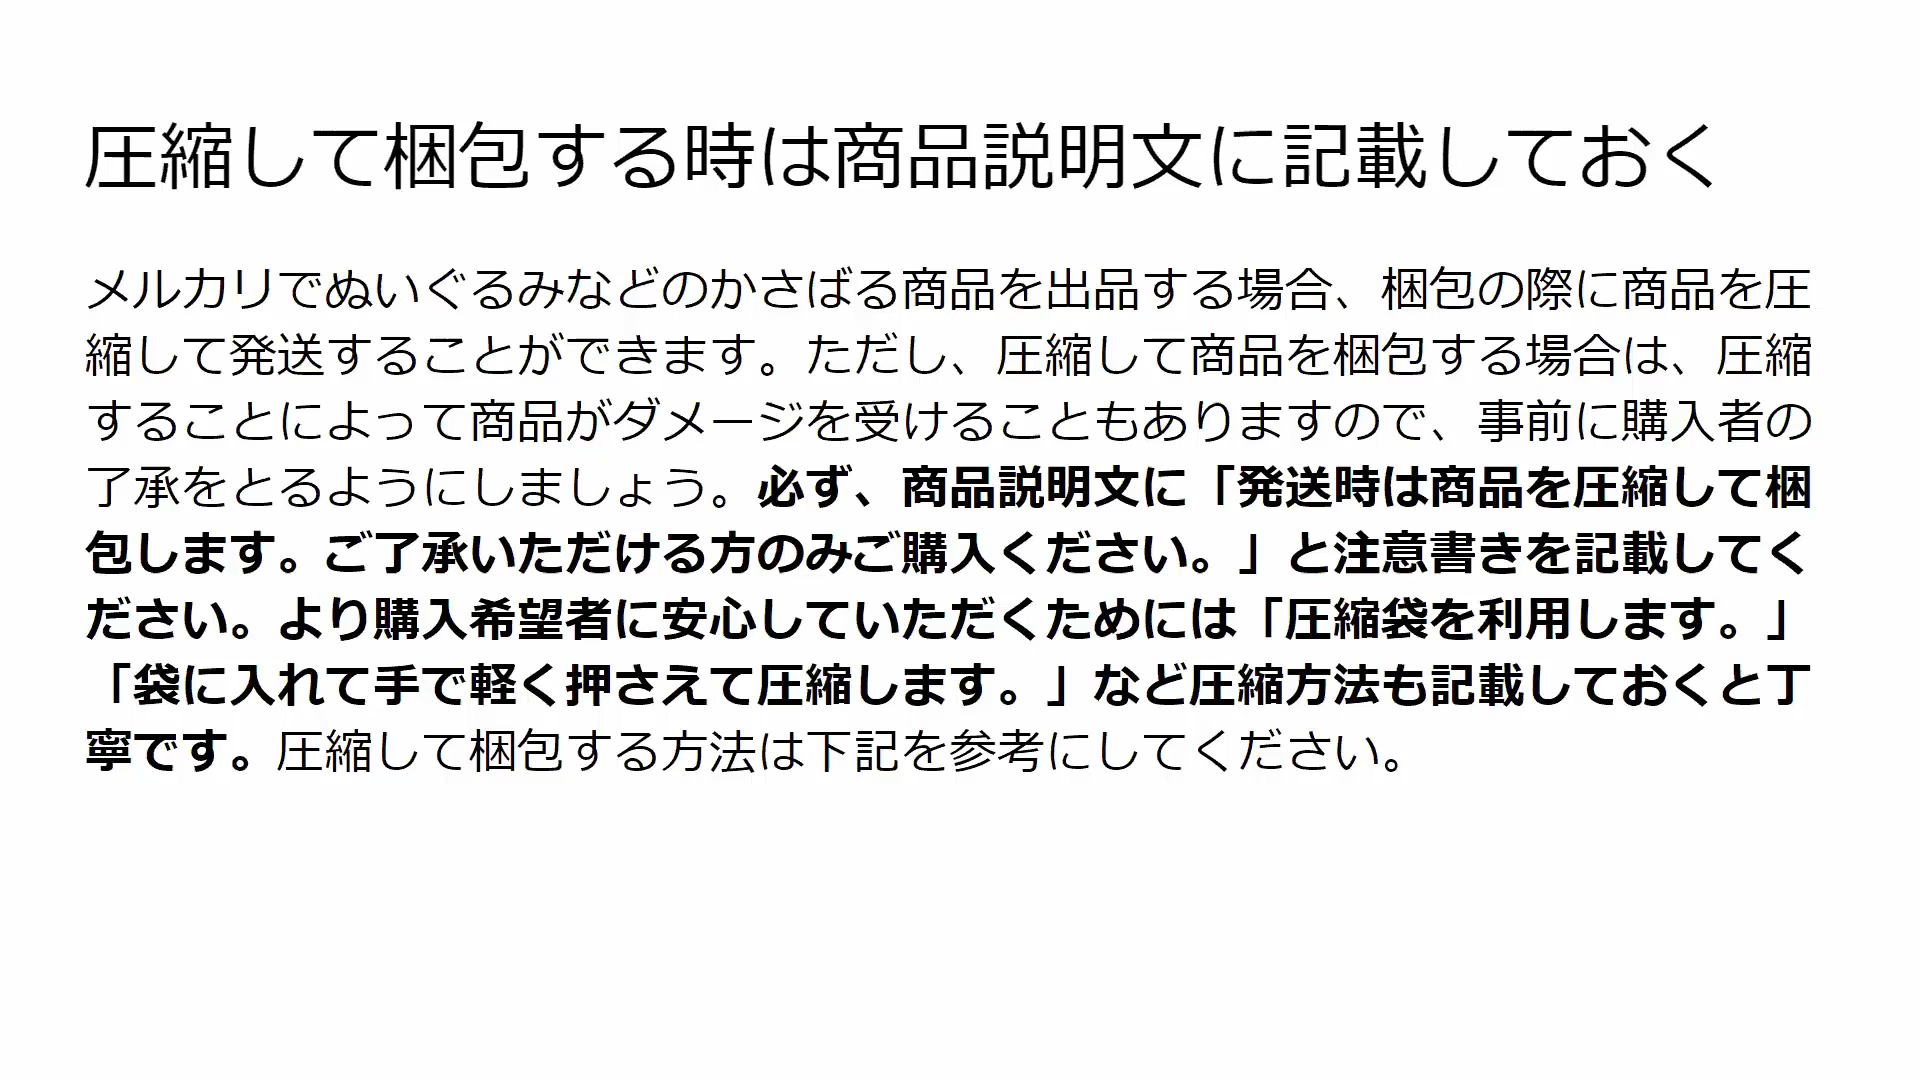 圧縮して梱包する時は商品説明文に記載しておく
メルカリでぬいぐるみなどのかさばる商品を出品する場合、梱包の際に商品を圧
縮して発送することができます。ただし、圧縮して商品を梱包する場合は、圧縮
することによって商品がダメージを受けることもありますので、事前に購入者の
了承をとるようにしましょう。必ず、商品説明文に「発送時は商品を圧縮して梱
包します。ご了承いただける方のみご購入ください。」と注意書きを記載してく
ださい。より購入希望者に安心していただくためには「圧縮袋を利用します。」
「袋に入れて手で軽く押さえて圧縮します。」など圧縮方法も記載しておくと丁
寧です。圧縮して梱包する方法は下記を参考にしてください。